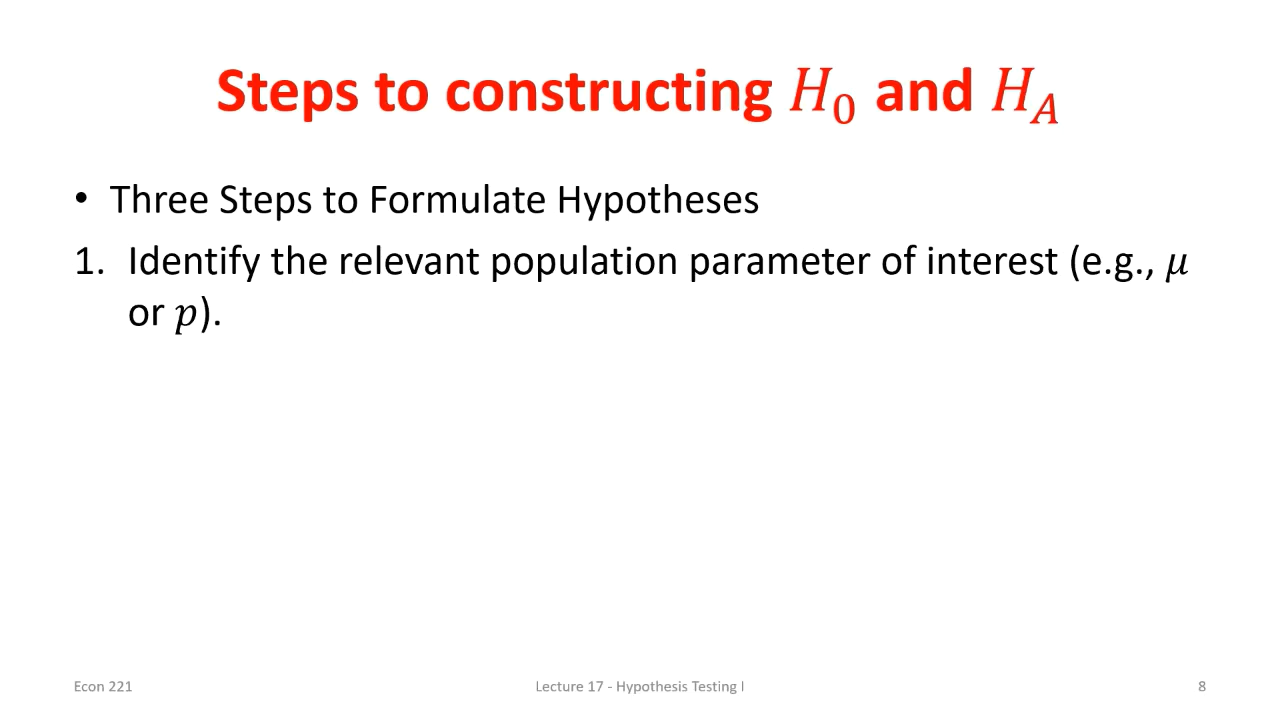 Steps to constructing H₀ and H_A
• Three Steps to Formulate Hypotheses
1. Identify the relevant population parameter of interest (e.g., μ
or p).
Econ 221 Lecture 17 - Hypothesis Testing I 8